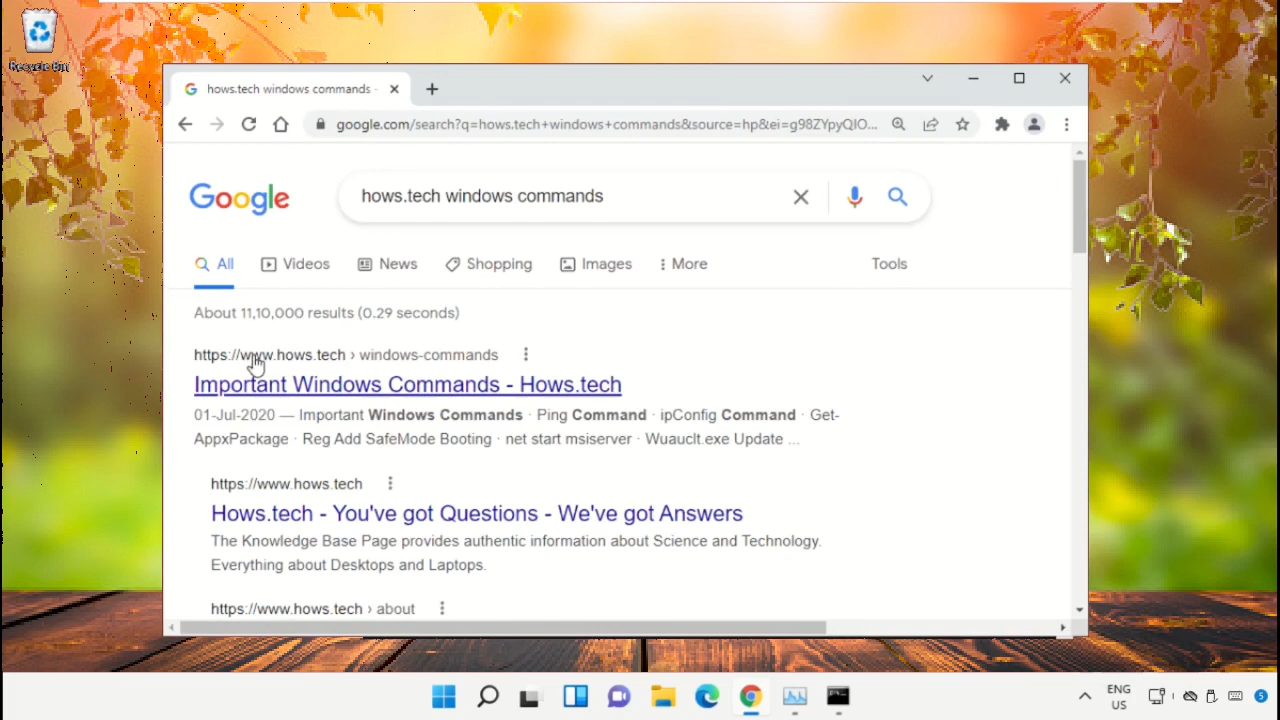 Recycle Bin
hows.tech windows commands -
google.com/search?q=hows.tech+windows+commands&source=hp&ei=g98ZYpyQIO...
Google
hows.tech windows commands
All
Videos
News
Shopping
Images
More
Tools
About 11,10,000 results (0.29 seconds)
https://www.hows.tech › windows-commands
Important Windows Commands - Hows.tech
01-Jul-2020 — Important Windows Commands · Ping Command · ipConfig Command · Get-
AppxPackage · Reg Add SafeMode Booting · net start msiserver · Wuauclt.exe Update ...
https://www.hows.tech
Hows.tech - You've got Questions - We've got Answers
The Knowledge Base Page provides authentic information about Science and Technology.
Everything about Desktops and Laptops.
https://www.hows.tech › about
ENG
US
5